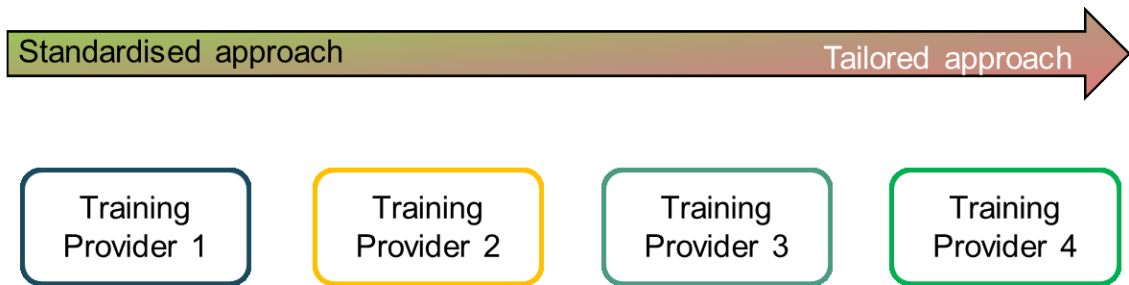 Standardised approach
Tailored approach
Training
Provider 1
Training
Provider 2
Training
Provider 3
Training
Provider 4